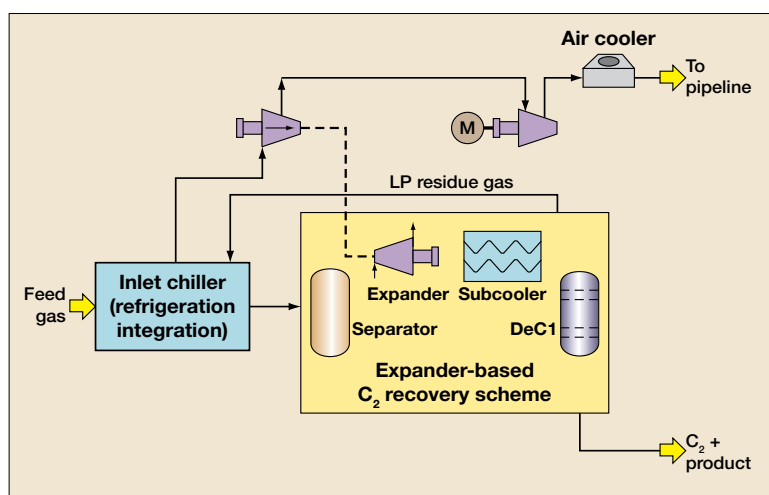 Air cooler
To
pipeline
M
LP residue gas
Feed
gas
Inlet chiller
(refrigeration
integration)
Expander
Subcooler
Separator
DeC1
Expander-based
C₂ recovery scheme
C₂ +
product